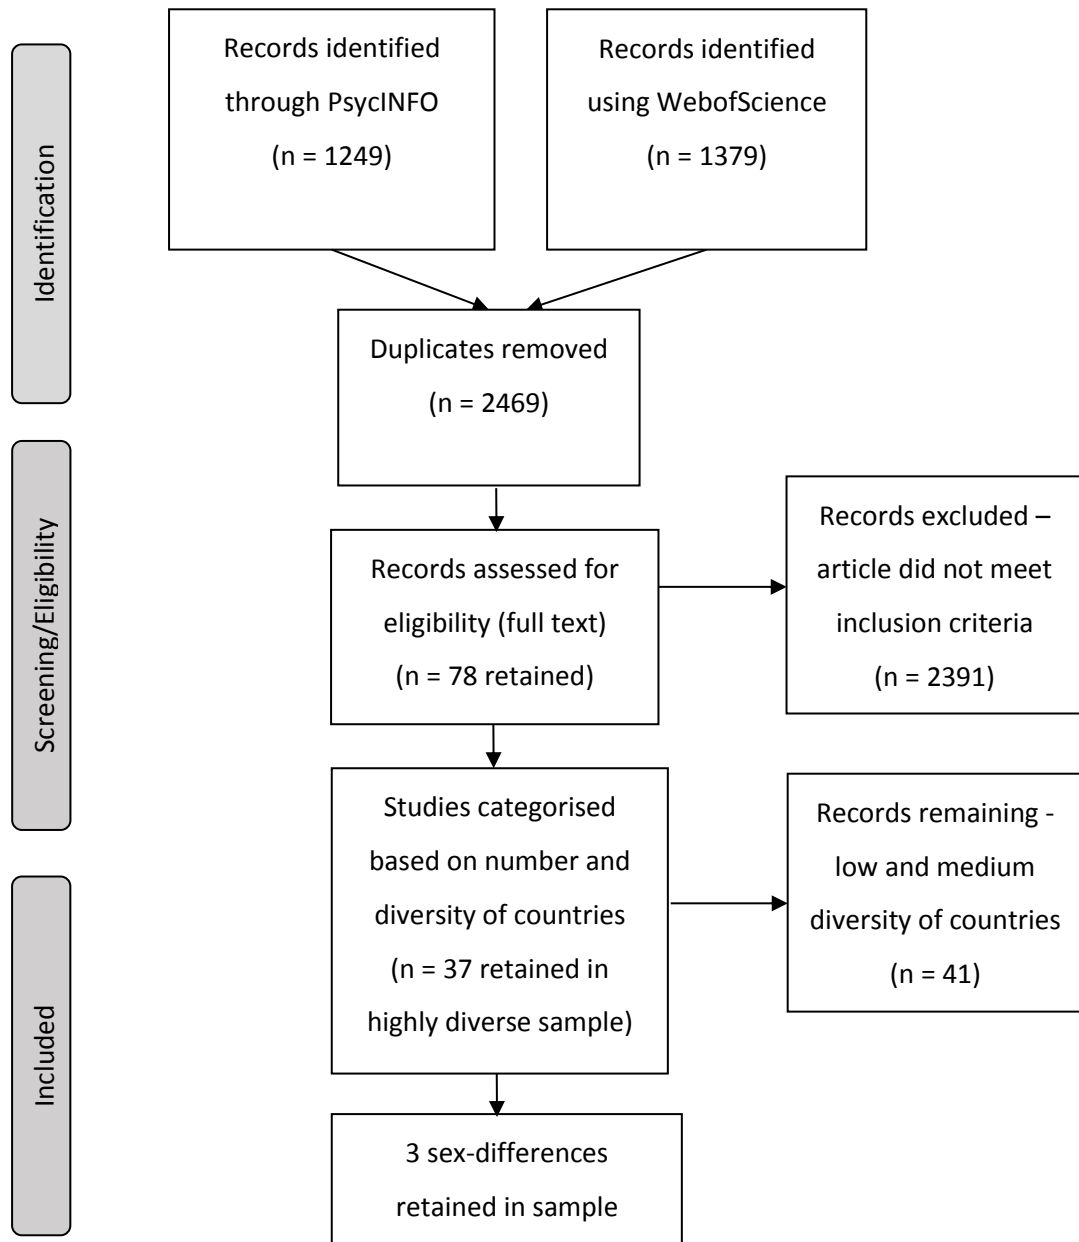 Identification
Records identified
through PsycINFO
(n = 1249)
Records identified
using WebofScience
(n = 1379)
Duplicates removed
(n = 2469)
Screening/Eligibility
Records assessed for
eligibility (full text)
(n = 78 retained)
Records excluded –
article did not meet
inclusion criteria
(n = 2391)
Studies categorised
based on number and
diversity of countries
(n = 37 retained in
highly diverse sample)
Records remaining -
low and medium
diversity of countries
(n = 41)
Included
3 sex-differences
retained in sample